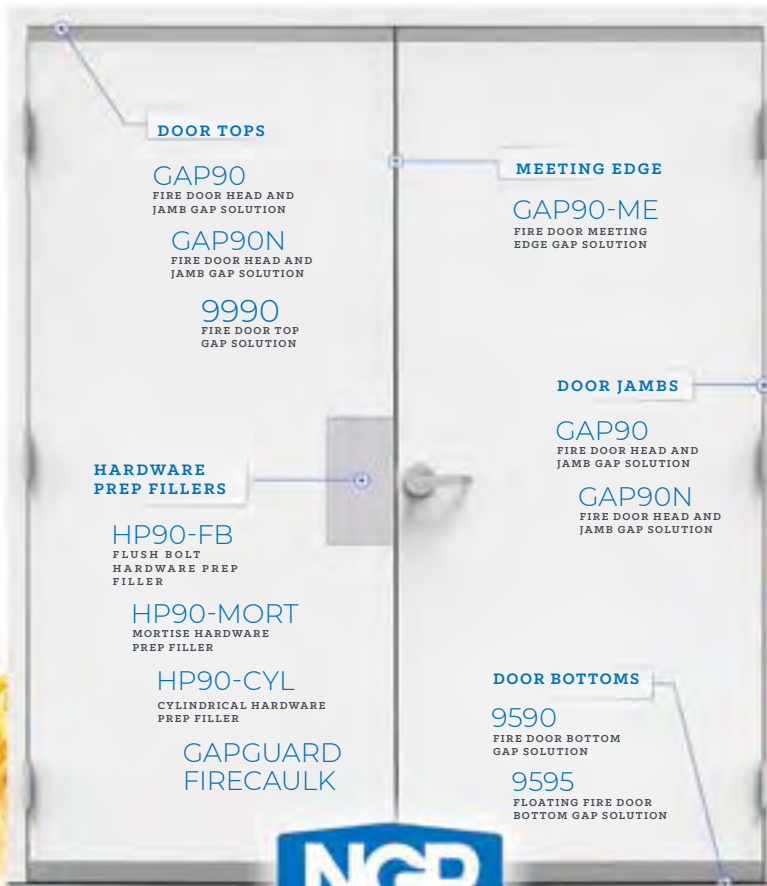 DOOR TOPS
GAP90
FIRE DOOR HEAD AND
JAMB GAP SOLUTION
GAP90N
FIRE DOOR HEAD AND
JAMB GAP SOLUTION
9990
FIRE DOOR TOP
GAP SOLUTION
HARDWARE
PREP FILLERS
HP90-FB
FLUSH BOLT
HARDWARE PREP
FILLER
HP90-MORT
MORTISE HARDWARE
PREP FILLER
HP90-CYL
CYLINDRICAL HARDWARE
PREP FILLER
GAPGUARD
FIRECAULK
MEETING EDGE
GAP90-ME
FIRE DOOR MEETING
EDGE GAP SOLUTION
DOOR JAMBS
GAP90
FIRE DOOR HEAD AND
JAMB GAP SOLUTION
GAP90N
FIRE DOOR HEAD AND
JAMB GAP SOLUTION
DOOR BOTTOMS
9590
FIRE DOOR BOTTOM
GAP SOLUTION
9595
FLOATING FIRE DOOR
BOTTOM GAP SOLUTION
NGP